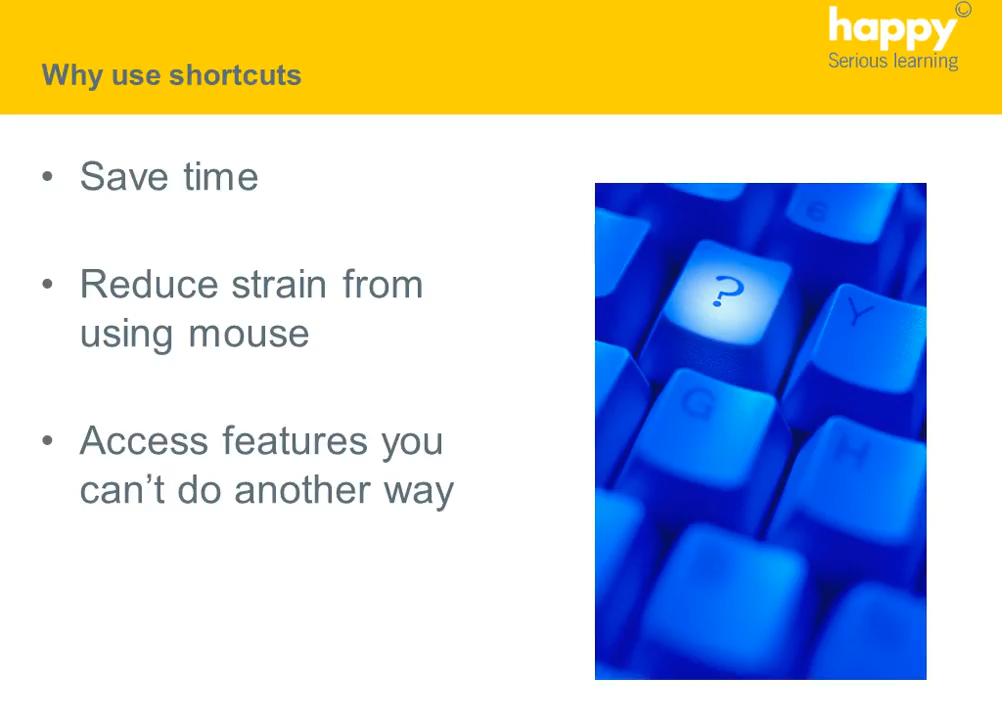 happy
Serious learning
Why use shortcuts
• Save time
• Reduce strain from
using mouse
• Access features you
can’t do another way
6
?
Y
G
H